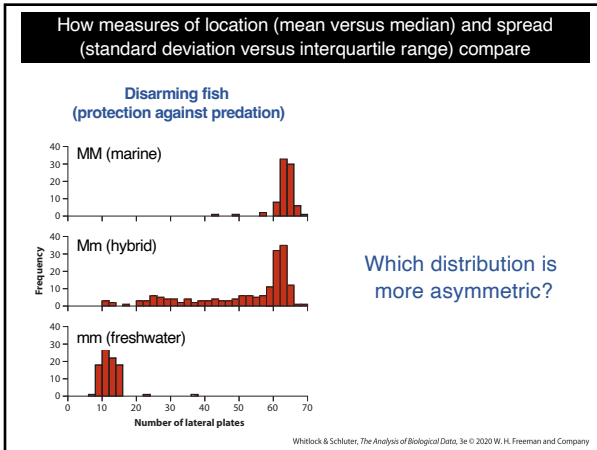 How measures of location (mean versus median) and spread
(standard deviation versus interquartile range) compare
Disarming fish
(protection against predation)
40
30
20
10
0
MM (marine)
40
30
20
10
0
Mm (hybrid)
Frequency
40
30
20
10
0
mm (freshwater)
0 10 20 30 40 50 60 70
Number of lateral plates
Which distribution is
more asymmetric?
Whitlock & Schluter, The Analysis of Biological Data, 3e © 2020 W. H. Freeman and Company